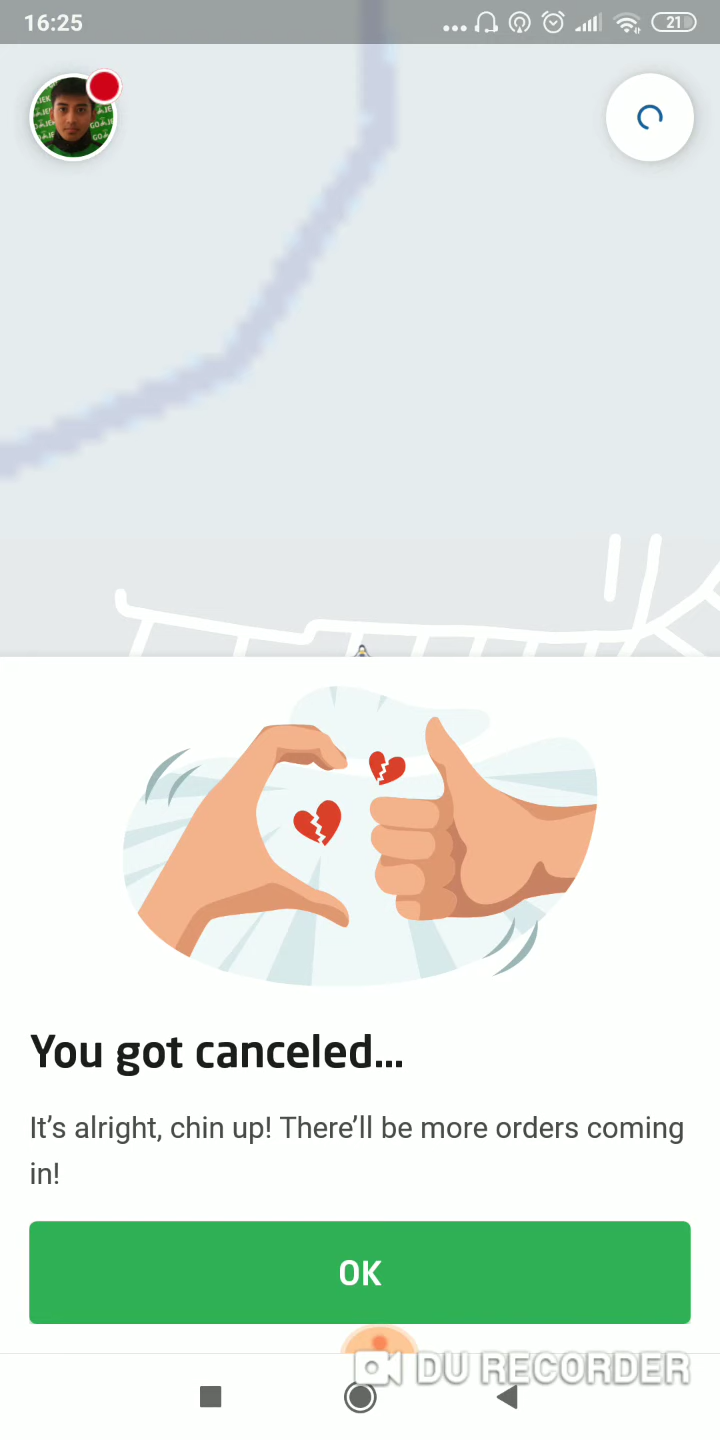 16:25
21
You got canceled...
It's alright, chin up! There'll be more orders coming
in!
OK
DU RECORDER